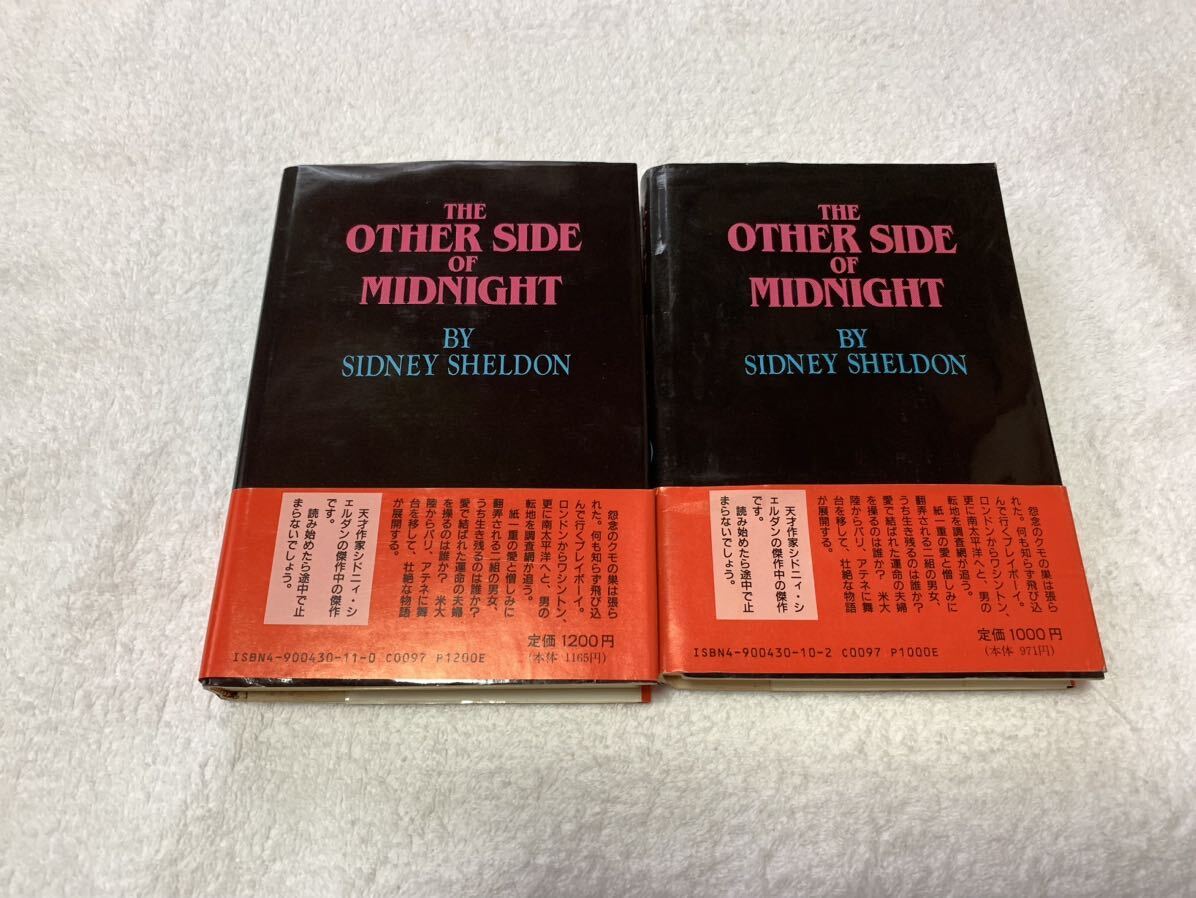 THE
OTHER SIDE
OF
MIDNIGHT
BY
SIDNEY SHELDON
怨念のクモの巣は張ら
れた。何も知らず飛び込
んで行くプレイボーイ。
ロンドンからワシントン、
更に南太平洋へと、男の
転地を調査網が追う。
紙一重の愛と憎しみに
翻弄される二組の男女、
うち生き残るのは誰か?
愛で結ばれた運命の夫婦
を操るのは誰か? 米大
陸からパリ、アテネに舞
台を移して、壮絶な物語
が展開する。
天才作家シドニィ・シ
ェルダンの傑作中の傑作
です。
読み始めたら途中で止
まらないでしょう。
定価1200円
(本体 1165円)
ISBN4-900430-11-0 C0097 P1200E
THE
OTHER SIDE
OF
MIDNIGHT
BY
SIDNEY SHELDON
怨念のクモの巣は張ら
れた。何も知らず飛び込
んで行くプレイボーイ。
ロンドンからワシントン、
更に南太平洋へと、男の
転地を調査網が追う。
紙一重の愛と憎しみに
翻弄される二組の男女、
うち生き残るのは誰か?
愛で結ばれた運命の夫婦
を操るのは誰か? 米大
陸からパリ、アテネに舞
台を移して、壮絶な物語
が展開する。
天才作家シドニィ・シ
ェルダンの傑作中の傑作
です。
読み始めたら途中で止
まらないでしょう。
定価1000円
(本体 971円)
ISBN4-900430-10-2 C0097 P1000E